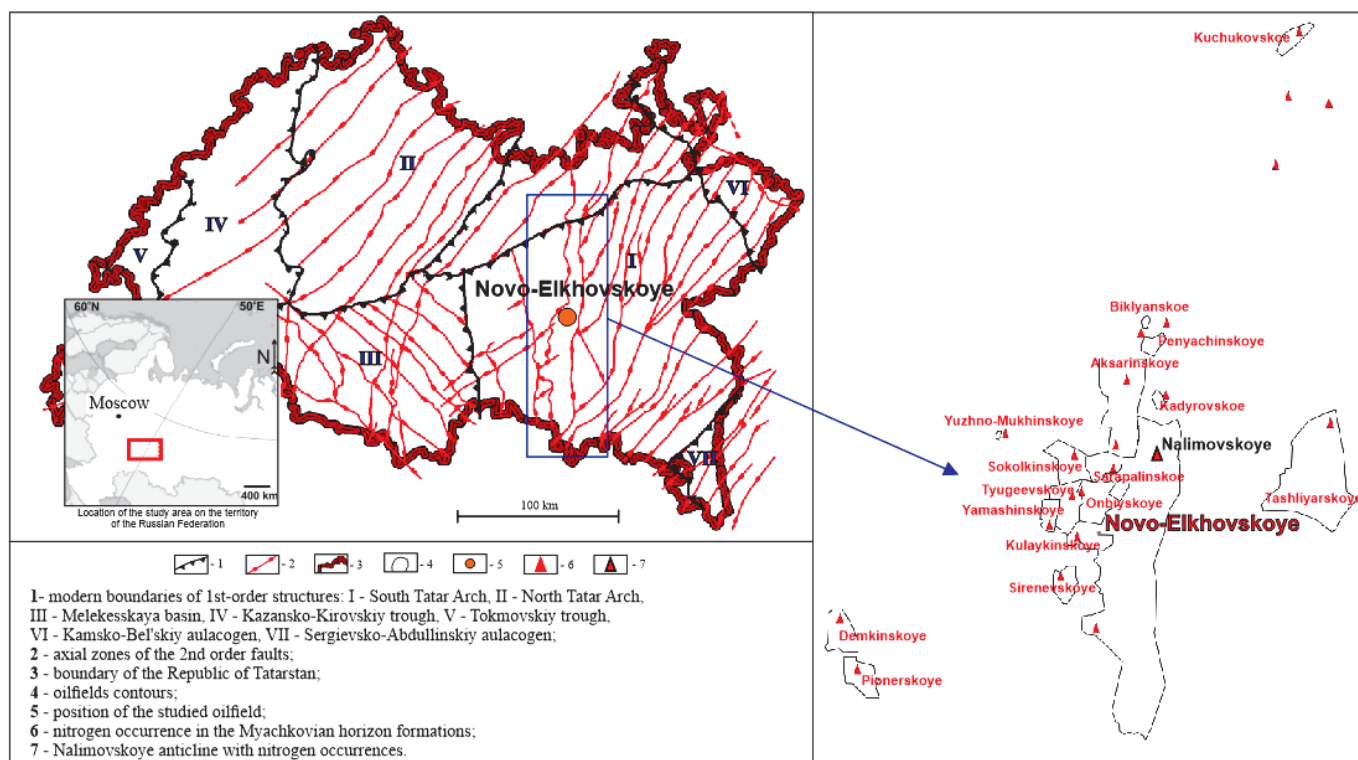 II
VI
IV
V
I
Novo-Elkhovskoye
III
VII
60°N
50°E
N
Moscow
400 km
Location of the study area on the territory
of the Russian Federation
100 km
- 1
- 2
- 3
- 4
- 5
- 6
- 7
1- modern boundaries of 1st-order structures: I - South Tatar Arch, II - North Tatar Arch,
III - Melekesskaya basin, IV - Kazansko-Kirovskiy trough, V - Tokmovskiy trough,
VI - Kamsko-Bel'skiy aulacogen, VII - Sergievsko-Abdullinskiy aulacogen;
2 - axial zones of the 2nd order faults;
3 - boundary of the Republic of Tatarstan;
4 - oilfields contours;
5 - position of the studied oilfield;
6 - nitrogen occurrence in the Myachkovian horizon formations;
7 - Nalimovskoye anticline with nitrogen occurrences.
Kuchukovskoe
Biklyanskoe
Penyachinskoye
Aksarinskoye
Kadyrovskoe
Yuzhno-Mukhinskoye
Nalimovskoye
Sokolkinskoye
Sarapalinskoe
Tyugeevskoye
Onbiyskoye
Tashliyarskoye
Yamashinskoye
Novo-Elkhovskoye
Kulaykinskoye
Sirenevskoye
Demkinskoye
Pionerskoye